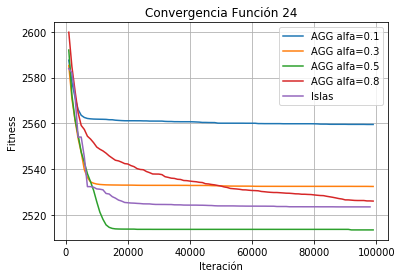 Convergencia Función 24
2600
AGG alfa=0.1
AGG alfa=0.3
AGG alfa=0.5
AGG alfa=0.8
Islas
2580
2560
2540
2520
Fitness
0
20000
40000
60000
80000
100000
Iteración